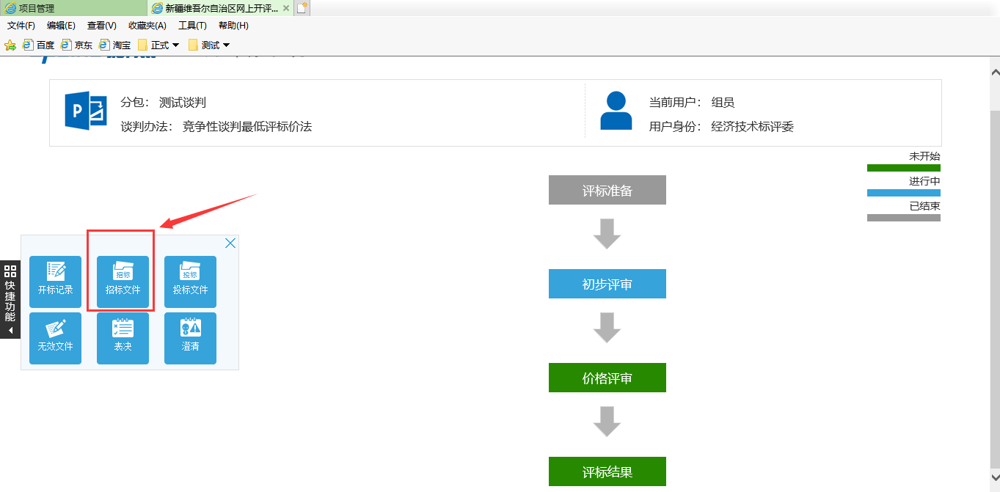 项目管理
新疆维吾尔自治区网上开评...
文件(F) 编辑(E) 查看(V) 收藏夹(A) 工具(T) 帮助(H)
百度 京东 淘宝 正式 测试
分包： 测试谈判
谈判办法： 竞争性谈判最低评标价法
当前用户： 组员
用户身份： 经济技术标评委
未开始
进行中
已结束
评标准备
初步评审
价格评审
评标结果
快捷功能
开标记录
招标
招标文件
投标
投标文件
无效文件
表决
澄清
P